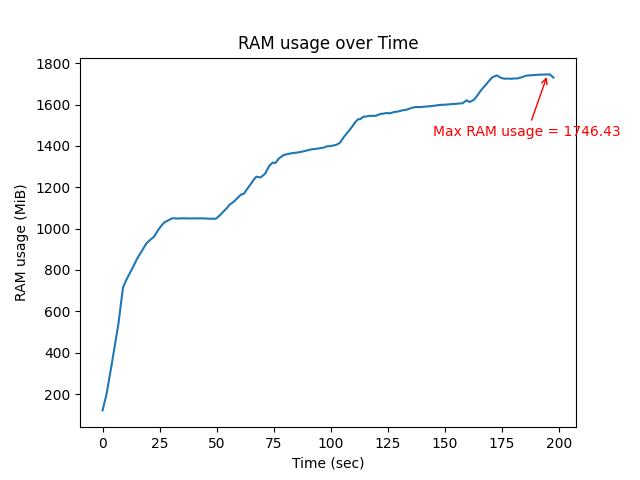 RAM usage over Time
RAM usage (MiB)
1800
1600
1400
1200
1000
800
600
400
200
Max RAM usage = 1746.43
0 25 50 75 100 125 150 175 200
Time (sec)